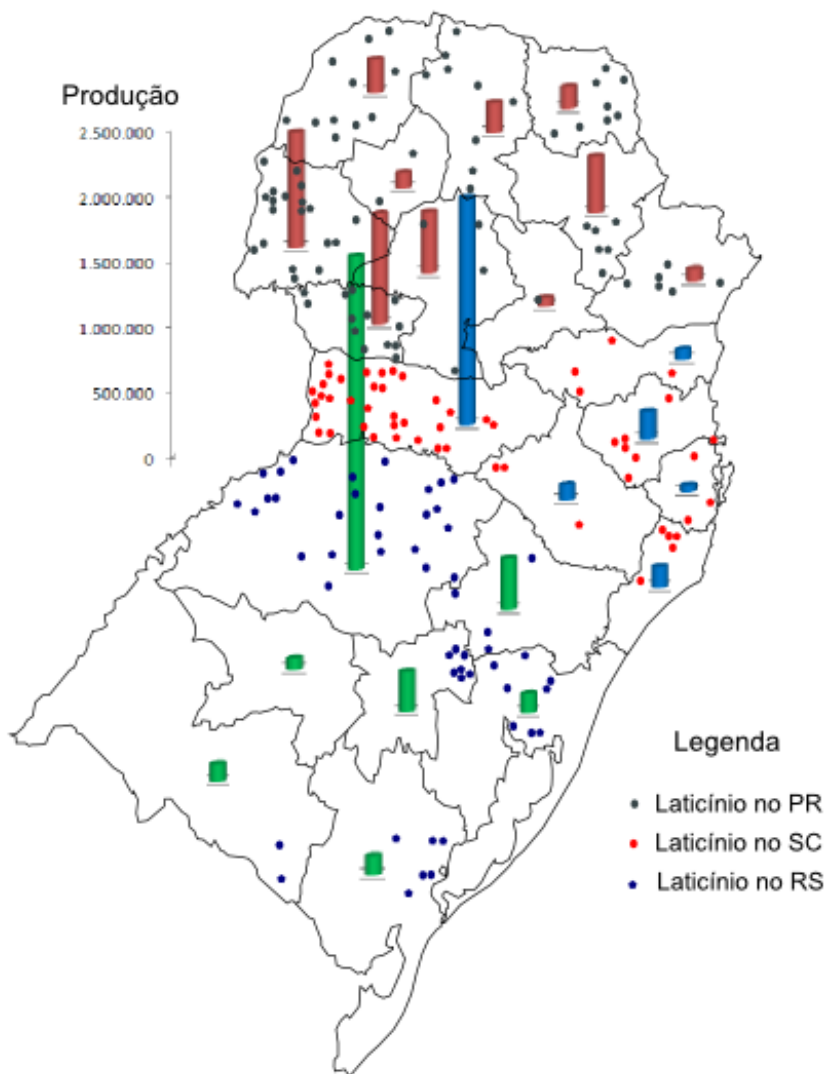 Produção
2.500.000
2.000.000
1.500.000
1.000.000
500.000
0
Legenda
Laticínio no PR
Laticínio no SC
Laticínio no RS